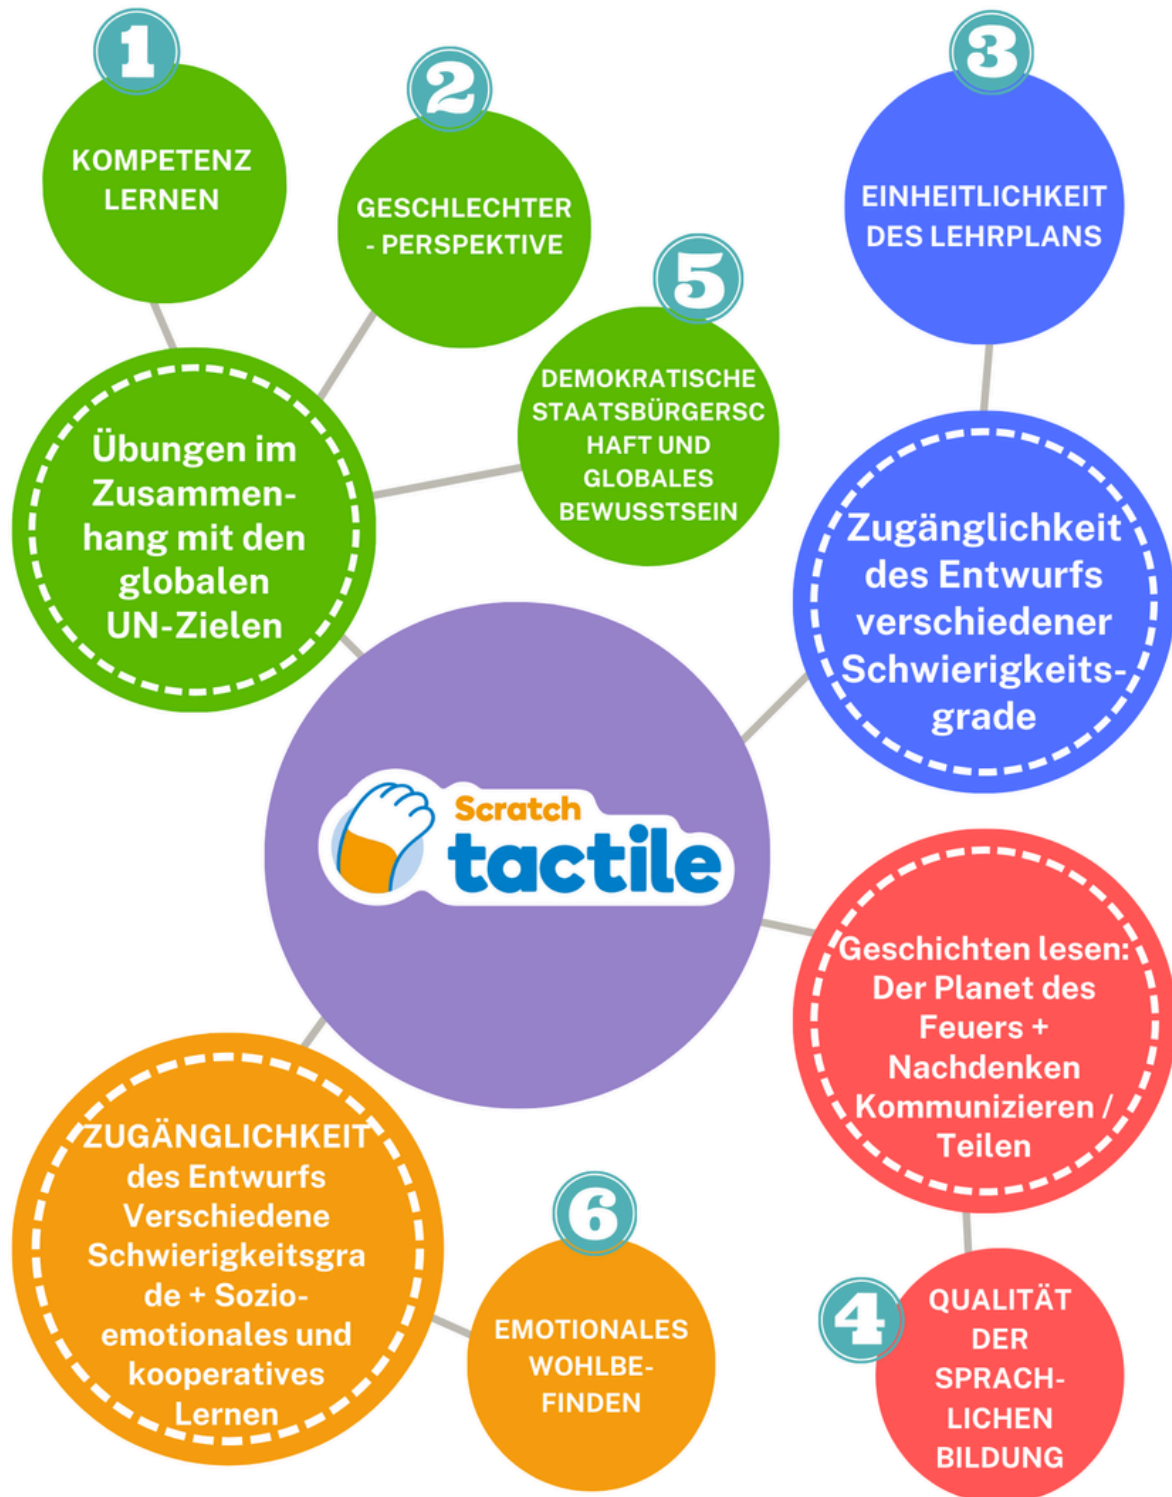 1
KOMPETENZ
LERNEN
2
GESCHLECHTER
- PERSPEKTIVE
3
EINHEITLICHKEIT
DES LEHRPLANS
5
DEMOKRATISCHE
STAATSBÜRGERSC
HAFT UND
GLOBALES
BEWUSSTSEIN
Übungen im
Zusammen-
hang mit den
globalen
UN-Zielen
Zugänglichkeit
des Entwurfs
verschiedener
Schwierigkeits-
grade
Scratch
tactile
Geschichten lesen:
Der Planet des
Feuers +
Nachdenken
Kommunizieren /
Teilen
ZUGÄNGLICHKEIT
des Entwurfs
Verschiedene
Schwierigkeitsgra
de + Sozio-
emotionales und
kooperatives
Lernen
6
EMOTIONALES
WOHLBE-
FINDEN
4
QUALITÄT
DER
SPRACH-
LICHEN
BILDUNG